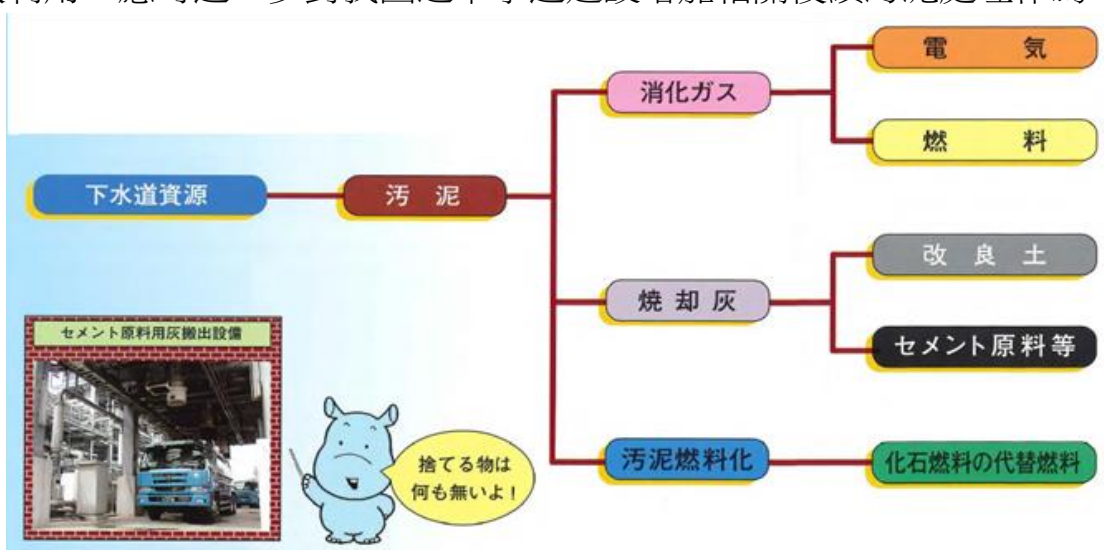 消化ガス
電気
燃料
下水道資源
汚泥
焼却灰
改良土
セメント原料等
汚泥燃料化
化石燃料の代替燃料
セメント原料用灰搬出設備
捨てる物は
何も無いよ！